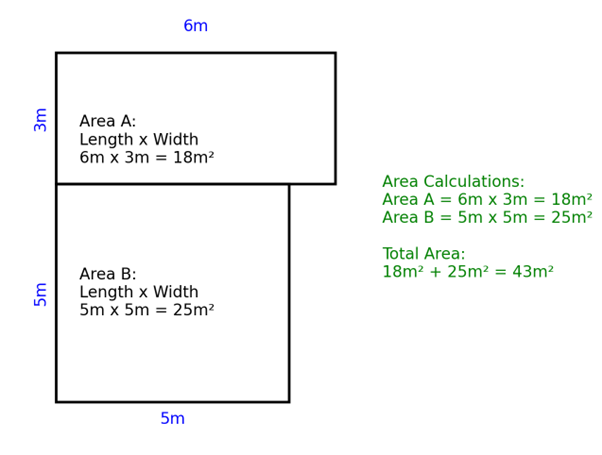 6m
3m
Area A:
Length x Width
6m x 3m = 18m²
Area Calculations:
Area A = 6m x 3m = 18m²
Area B = 5m x 5m = 25m²
Total Area:
18m² + 25m² = 43m²
5m
Area B:
Length x Width
5m x 5m = 25m²
5m